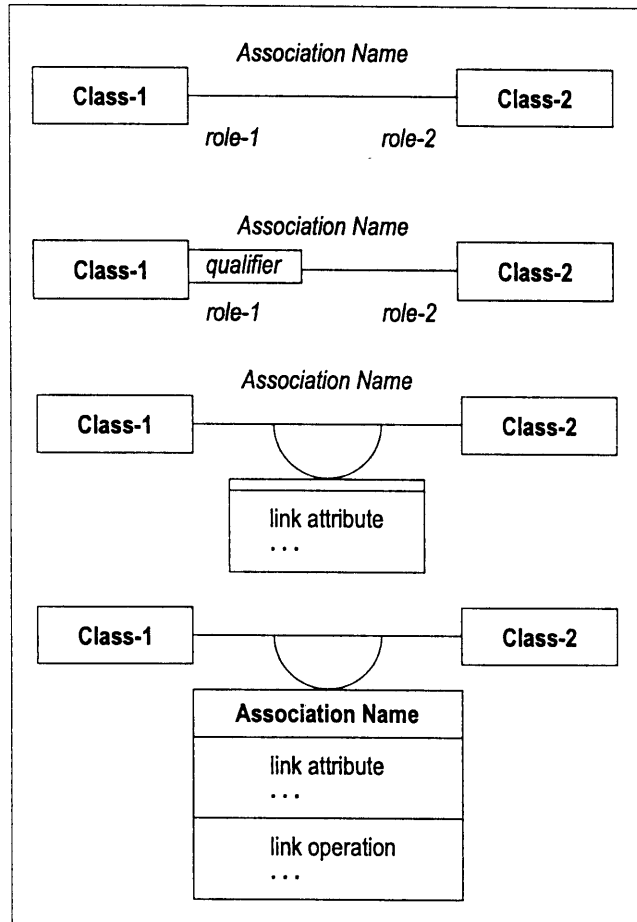 Association Name
Class-1
Class-2
role-1
role-2
Association Name
Class-1
qualifier
Class-2
role-1
role-2
Association Name
Class-1
Class-2
link attribute
...
Class-1
Class-2
Association Name
link attribute
...
link operation
...